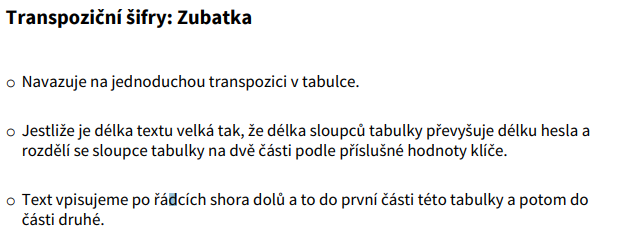 Transpoziční šifry: Zubatka
○ Navazuje na jednoduchou transpozici v tabulce.
○ Jestliže je délka textu velká tak, že délka sloupců tabulky převyšuje délku hesla a
rozdělí se sloupce tabulky na dvě části podle příslušné hodnoty klíče.
○ Text vpisujeme po řádcích shora dolů a to do první části této tabulky a potom do
části druhé.